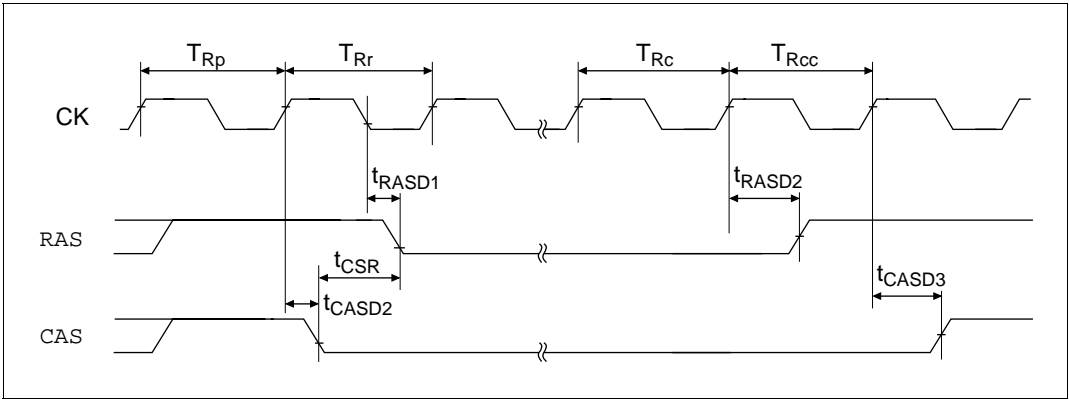 T_Rp T_Rr T_Rc T_Rcc
CK
t_RASD1 t_RASD2
RAS
t_CSR t_CASD3
t_CASD2
CAS